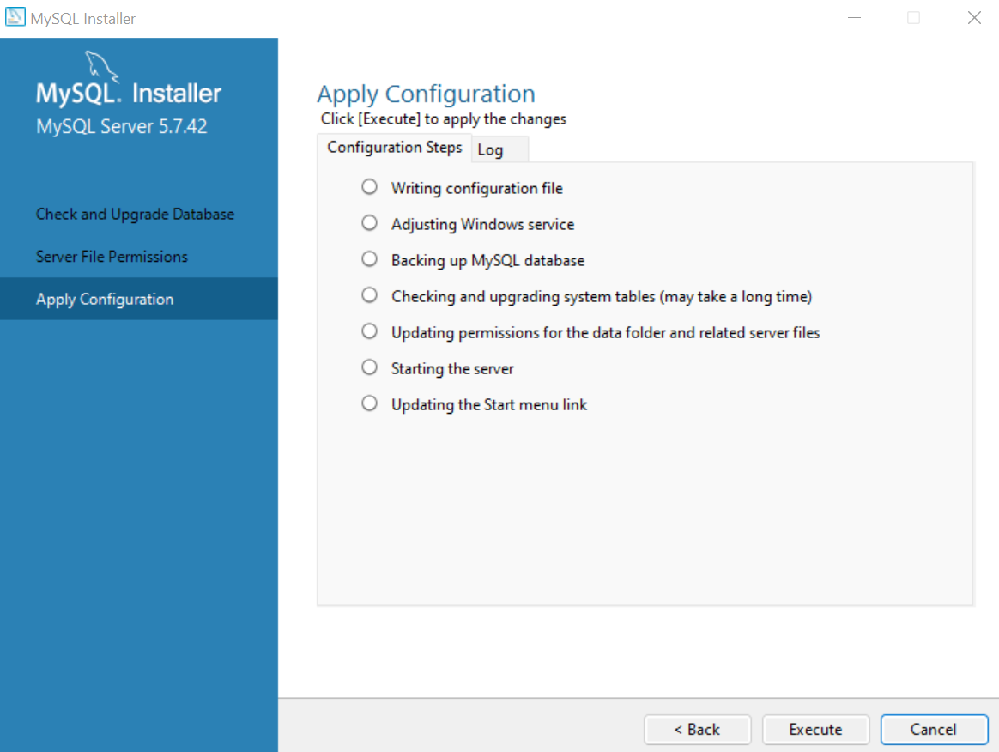 MySQL Installer
MySQL. Installer
MySQL Server 5.7.42
Check and Upgrade Database
Server File Permissions
Apply Configuration
Apply Configuration
Click [Execute] to apply the changes
Configuration Steps
Log
Writing configuration file
Adjusting Windows service
Backing up MySQL database
Checking and upgrading system tables (may take a long time)
Updating permissions for the data folder and related server files
Starting the server
Updating the Start menu link
< Back
Execute
Cancel